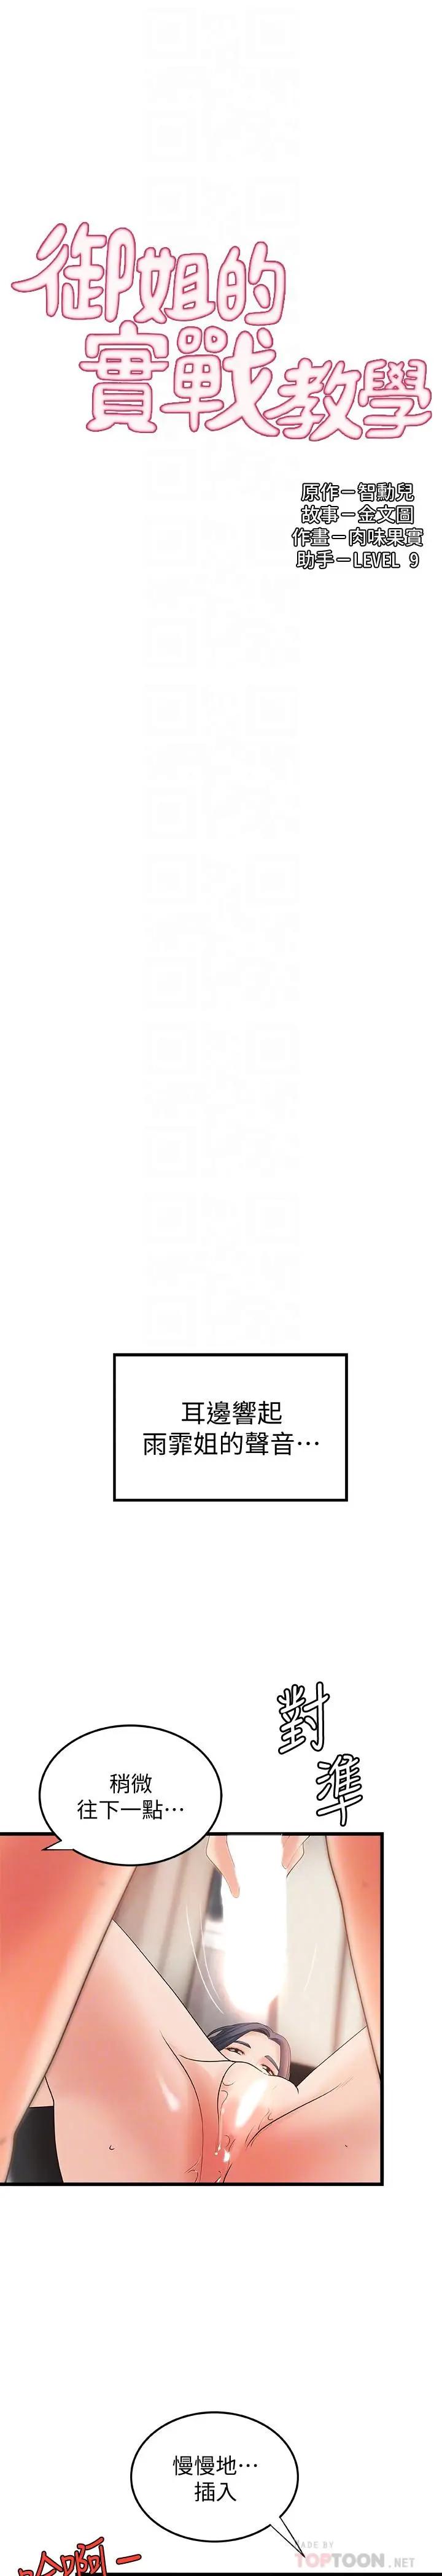 御姐的
實戰教學
原作－智勳兒
故事－金文圖
作畫－肉味果實
助手－LEVEL 9
耳邊響起
雨霏姐的聲音⋯
對準
稍微
往下一點⋯
慢慢地⋯
插入
哈啊－
MADE BY
TOPTOON.NET